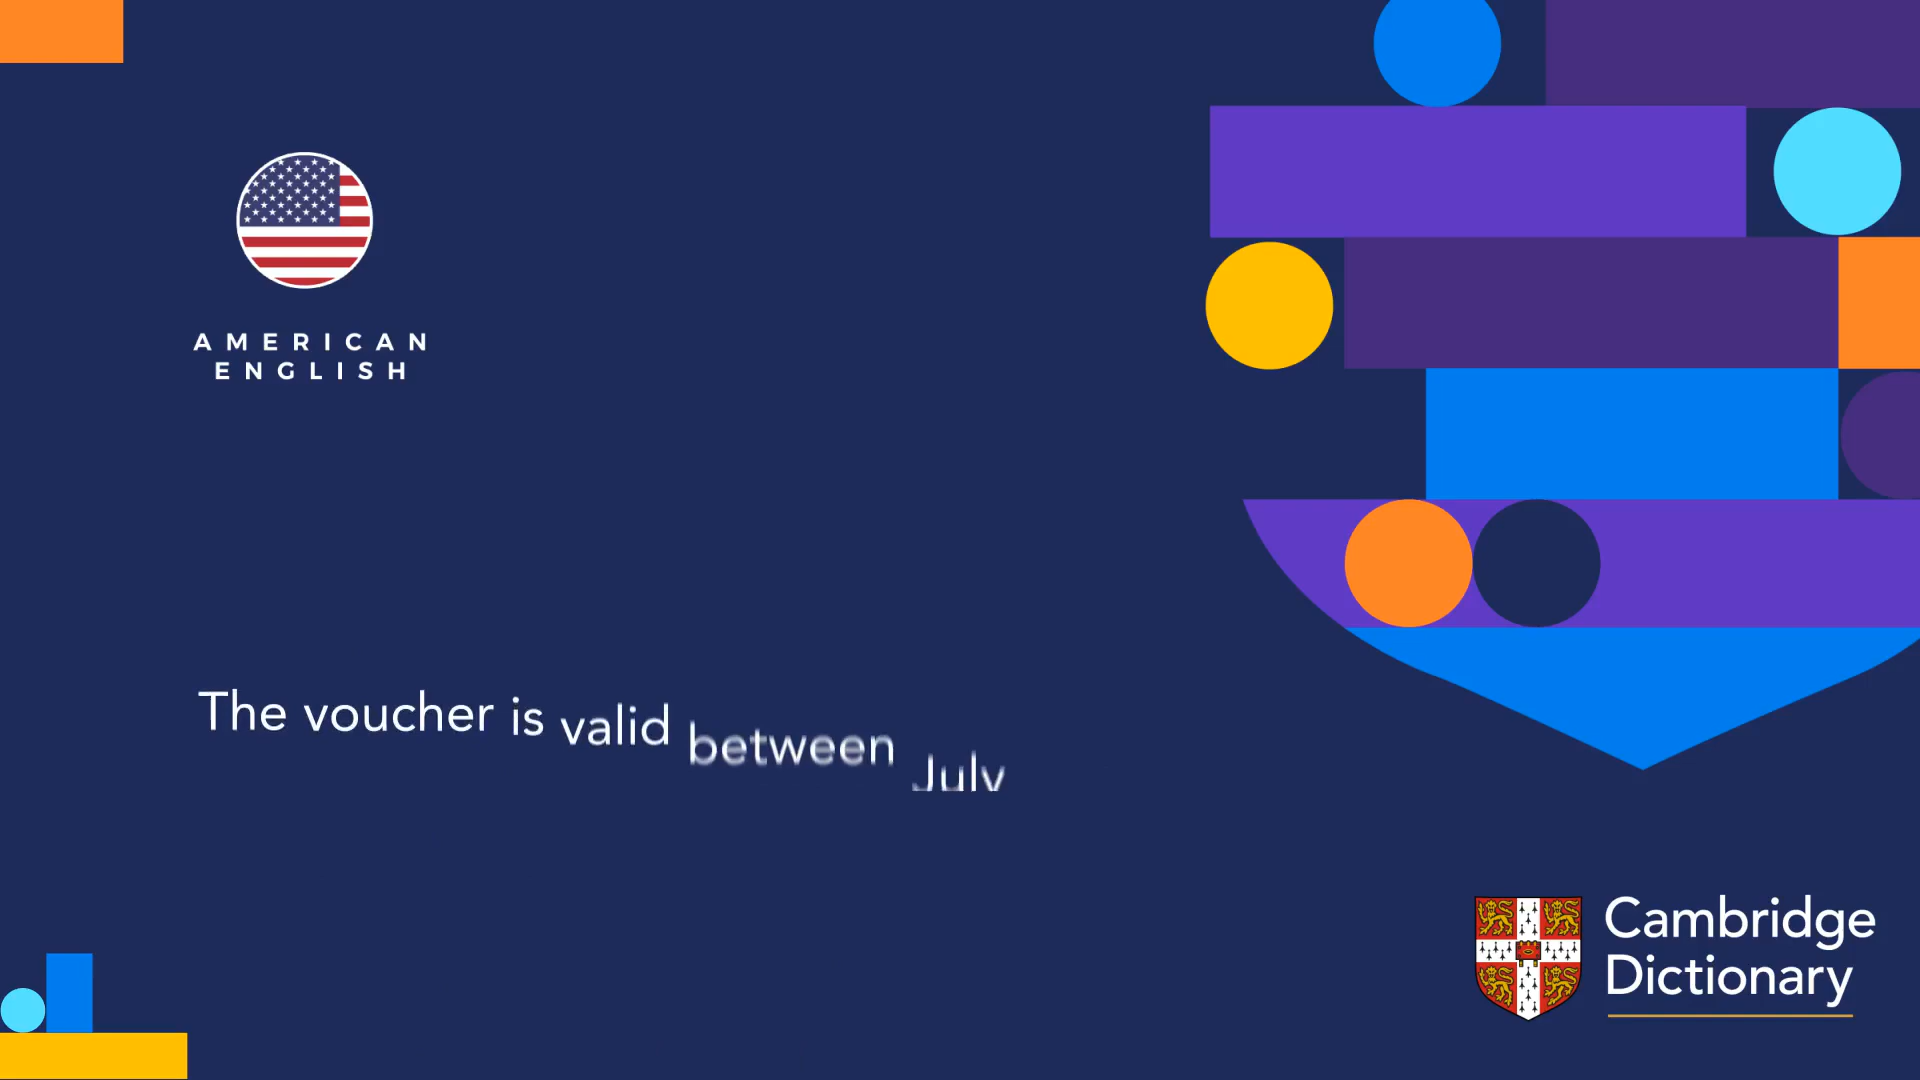 AMERICAN
ENGLISH
The voucher is valid between July
Cambridge
Dictionary